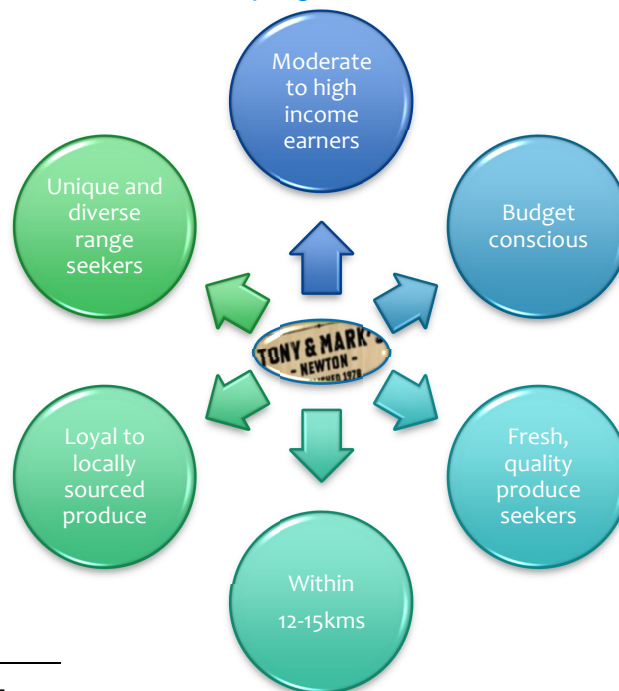 Moderate
to high
income
earners
Unique and
diverse
range
seekers
Budget
conscious
TONY & MARK'S
- NEWTON -
1978
Loyal to
locally
sourced
produce
Fresh,
quality
produce
seekers
Within
12-15kms